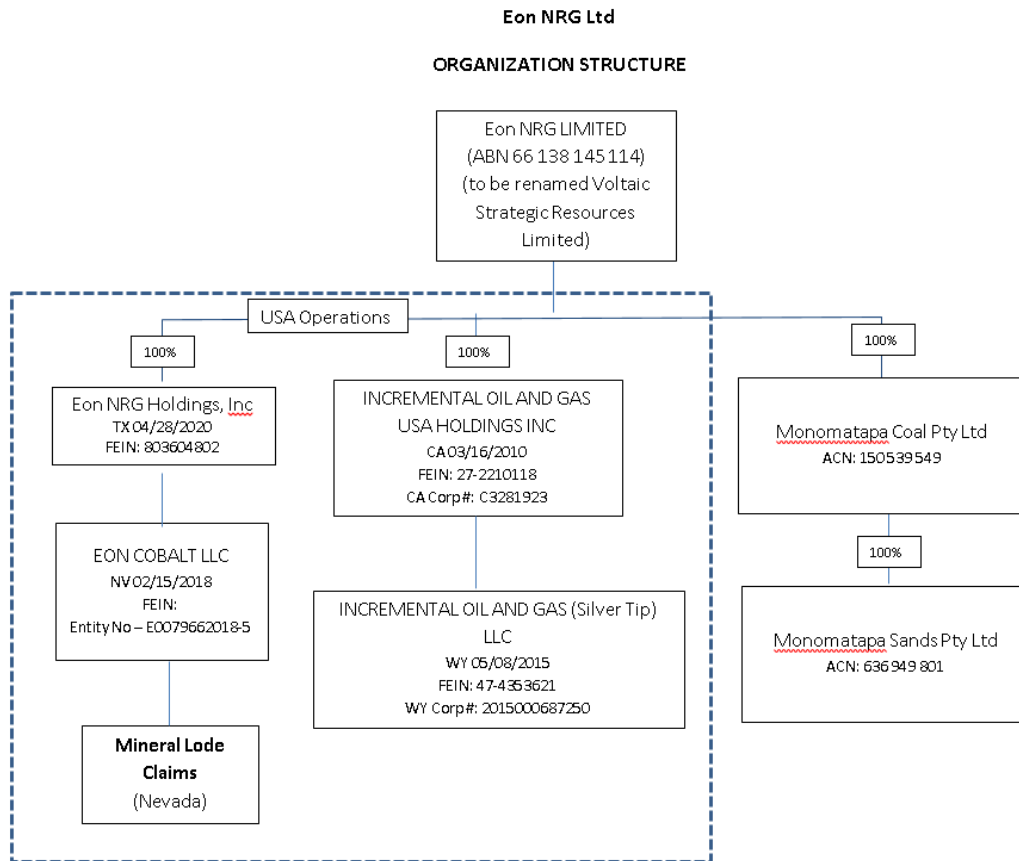 Eon NRG Ltd
ORGANIZATION STRUCTURE
Eon NRG LIMITED
(ABN 66 138 145 114)
(to be renamed Voltaic
Strategic Resources
Limited)
USA Operations
100%
100%
100%
Eon NRG Holdings, Inc
TX 04/28/2020
FEIN: 803604802
INCREMENTAL OIL AND GAS
USA HOLDINGS INC
CA 03/16/2010
FEIN: 27-2210118
CA Corp#: C3281923
Monomatapa Coal Pty Ltd
ACN: 150539549
100%
EON COBALT LLC
NV 02/15/2018
FEIN:
Entity No – E0079662018-5
INCREMENTAL OIL AND GAS (Silver Tip)
LLC
WY 05/08/2015
FEIN: 47-4353621
WY Corp#: 2015000687250
Monomatapa Sands Pty Ltd
ACN: 636 949 801
Mineral Lode
Claims
(Nevada)